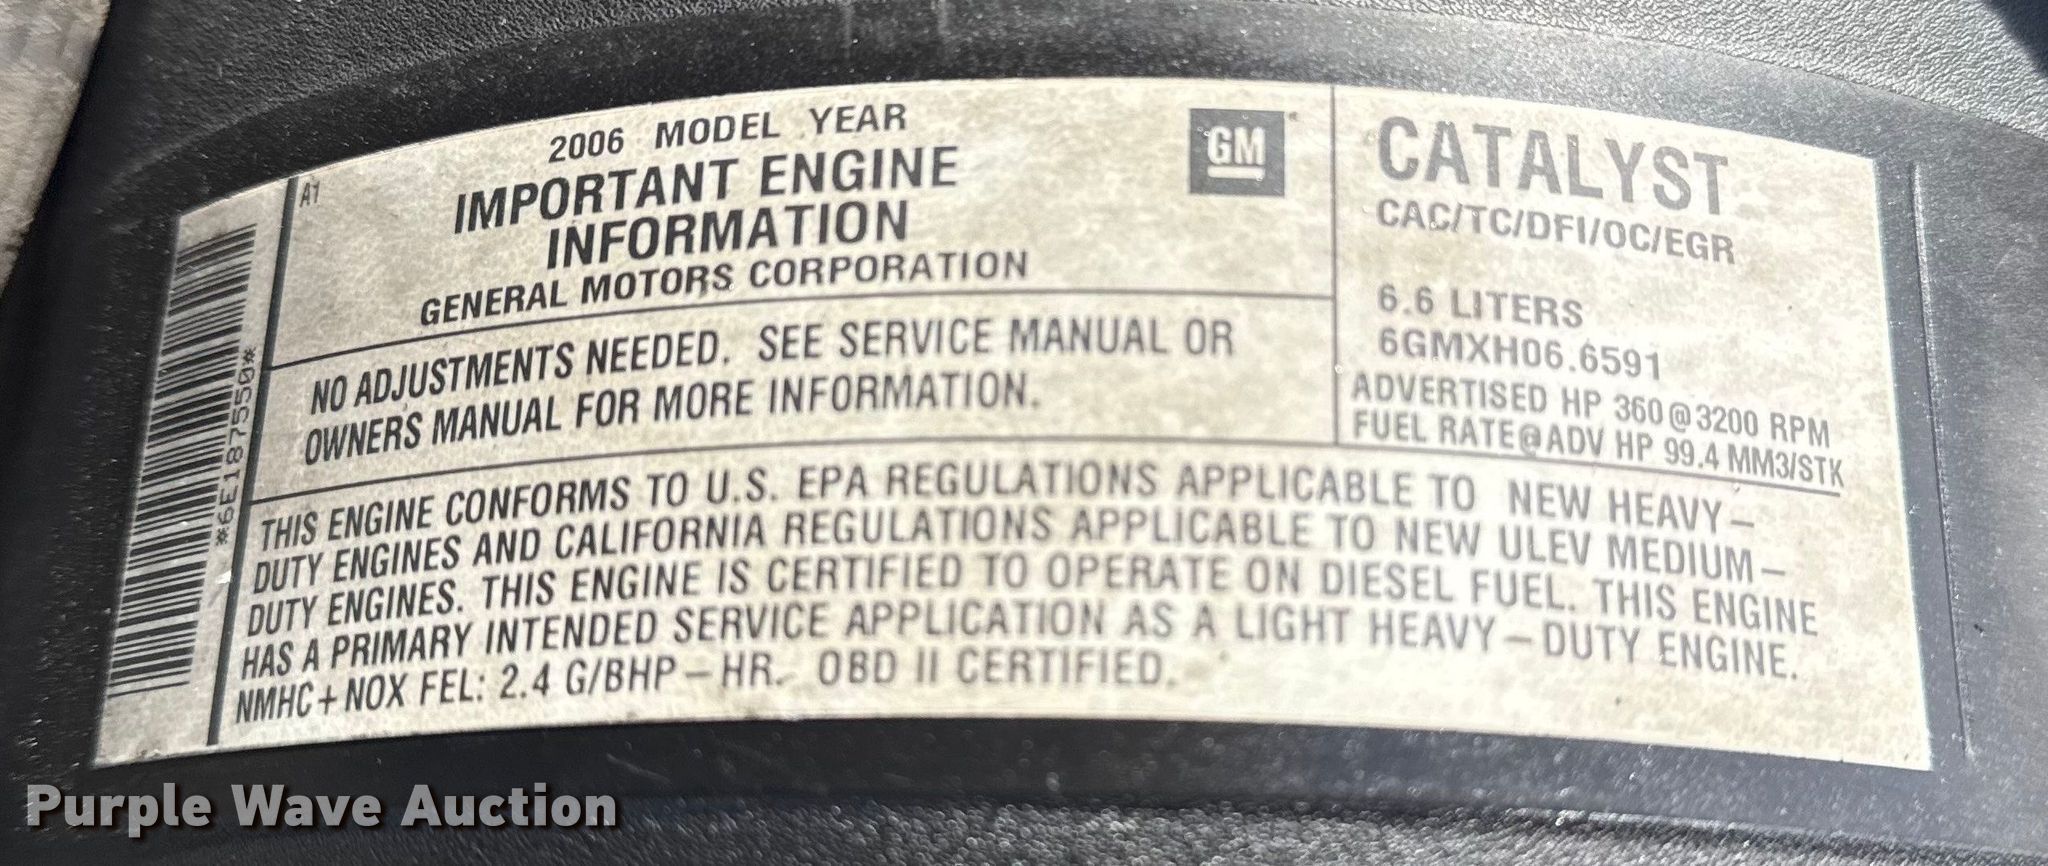 2006 MODEL YEAR
IMPORTANT ENGINE
INFORMATION
GENERAL MOTORS CORPORATION
A1
GM
NO ADJUSTMENTS NEEDED. SEE SERVICE MANUAL OR
OWNERS MANUAL FOR MORE INFORMATION.
CATALYST
CAC/TC/DFI/OC/EGR
6.6 LITERS
6GMXH06.6591
ADVERTISED HP 360@3200 RPM
FUEL RATE@ADV HP 99.4 MM3/STK
THIS ENGINE CONFORMS TO U.S. EPA REGULATIONS APPLICABLE TO NEW HEAVY–
DUTY ENGINES AND CALIFORNIA REGULATIONS APPLICABLE TO NEW ULEV MEDIUM–
DUTY ENGINES. THIS ENGINE IS CERTIFIED TO OPERATE ON DIESEL FUEL. THIS ENGINE
HAS A PRIMARY INTENDED SERVICE APPLICATION AS A LIGHT HEAVY–DUTY ENGINE.
NMHC+NOX FEL: 2.4 G/BHP–HR. OBD II CERTIFIED.
*6E1875550*
Purple Wave Auction